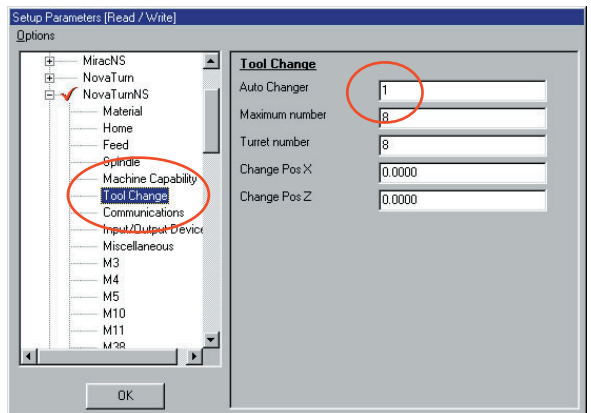 Setup Parameters [Read / Write]
Options
MiracNS
NovaTurn
NovaTurnNS
Material
Home
Feed
Spindle
Machine Capability
Tool Change
Communications
Input/Output Device
Miscellaneous
M3
M4
M5
M10
M11
M38
OK
Tool Change
Auto Changer 1
Maximum number 8
Turret number 8
Change Pos X 0.0000
Change Pos Z 0.0000